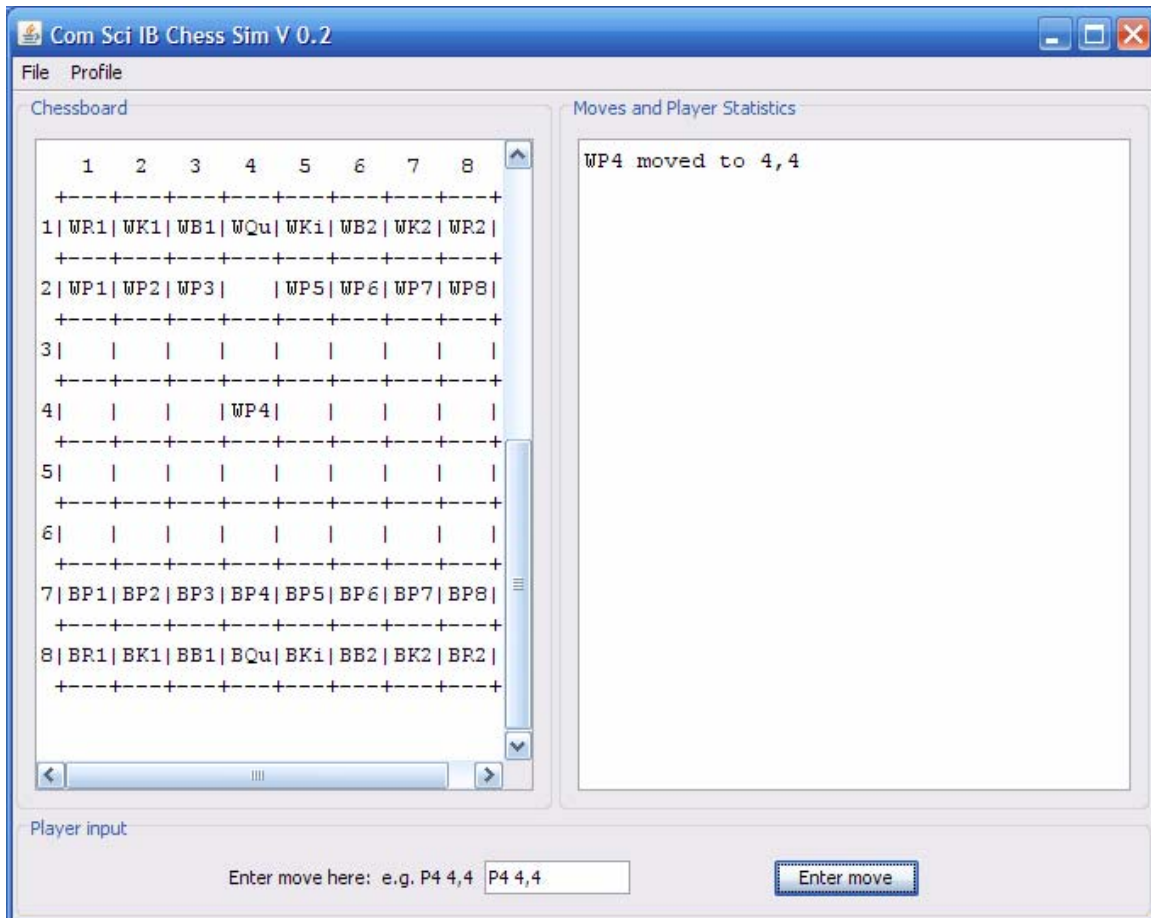 Com Sci IB Chess Sim V 0.2
File Profile
Chessboard
1 2 3 4 5 6 7 8
+---+---+---+---+---+---+---+---+
1|WR1|WK1|WB1|WQu|WKi|WB2|WK2|WR2|
+---+---+---+---+---+---+---+---+
2|WP1|WP2|WP3|   |WP5|WP6|WP7|WP8|
+---+---+---+---+---+---+---+---+
3|   |   |   |   |   |   |   |   |
+---+---+---+---+---+---+---+---+
4|   |   |   |WP4|   |   |   |   |
+---+---+---+---+---+---+---+---+
5|   |   |   |   |   |   |   |   |
+---+---+---+---+---+---+---+---+
6|   |   |   |   |   |   |   |   |
+---+---+---+---+---+---+---+---+
7|BP1|BP2|BP3|BP4|BP5|BP6|BP7|BP8|
+---+---+---+---+---+---+---+---+
8|BR1|BK1|BB1|BQu|BKi|BB2|BK2|BR2|
+---+---+---+---+---+---+---+---+
Moves and Player Statistics
WP4 moved to 4,4
Player input
Enter move here: e.g. P4 4,4 P4 4,4 Enter move